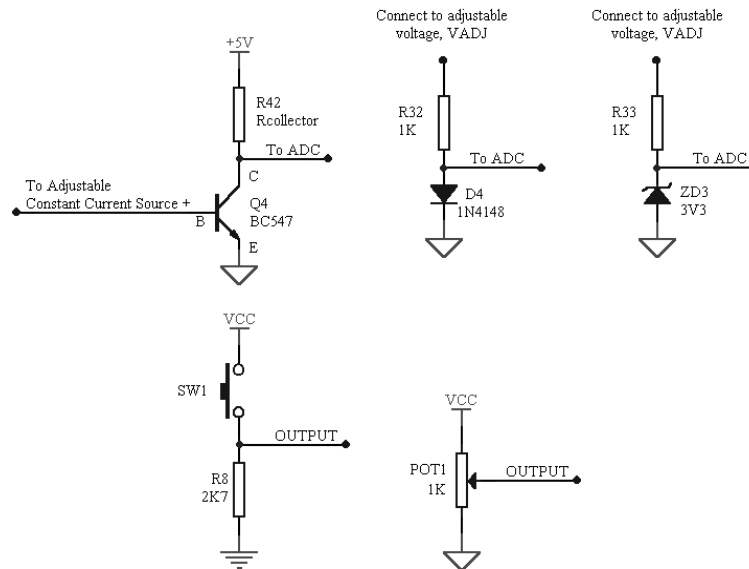 Connect to adjustable
voltage, VADJ
Connect to adjustable
voltage, VADJ
+5V
R42
Rcollector
To ADC
C
To Adjustable
Constant Current Source +
B
Q4
BC547
E
R32
1K
To ADC
D4
1N4148
R33
1K
To ADC
ZD3
3V3
VCC
SW1
OUTPUT
R8
2K7
VCC
POT1
1K
OUTPUT